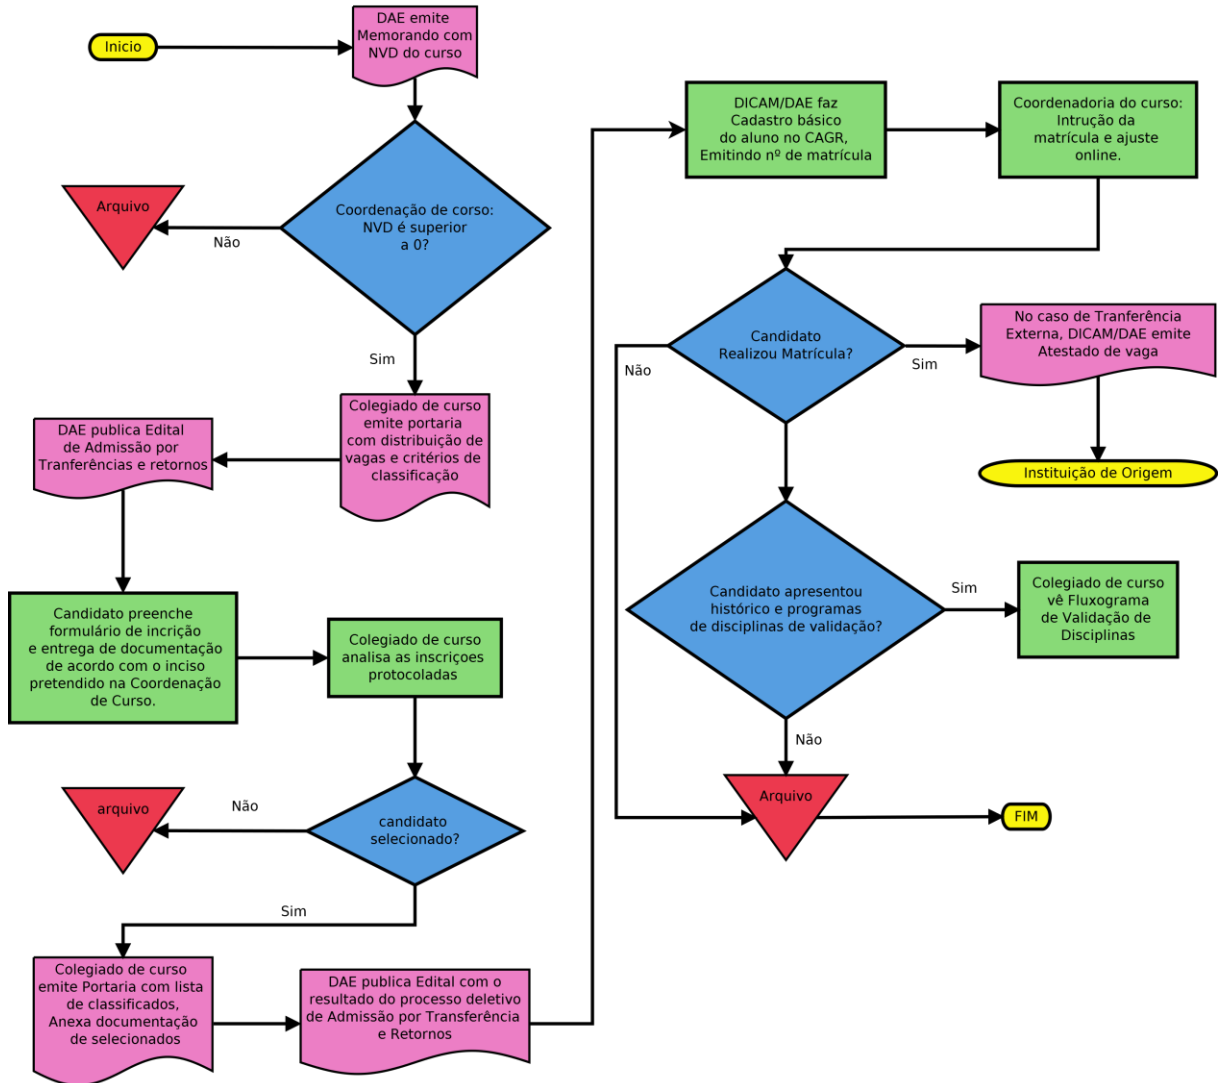 Inicio
DAE emite
Memorando com
NVD do curso
Coordenação de corso:
NVD é superior
a 0?
Não
Arquivo
Sim
Colegiado de curso
emite portaria
com distribuição de
vagas e critérios de
classificação
DAE publica Edital
de Admissão por
Tranferências e retornos
Candidato preenche
formulário de incrição
e entrega de documentação
de acordo com o inciso
pretendido na Coordenação
de Curso.
Colegiado de curso
analisa as inscriçoes
protocoladas
candidato
selecionado?
Não
arquivo
Sim
Colegiado de curso
emite Portaria com lista
de classificados,
Anexa documentação
de selecionados
DAE publica Edital com o
resultado do processo deletivo
de Admissão por Transferência
e Retornos
DICAM/DAE faz
Cadastro básico
do aluno no CAGR,
Emitindo nº de matrícula
Coordenadoria do curso:
Intrução da
matrícula e ajuste
online.
Candidato
Realizou Matrícula?
Não
Sim
No caso de Tranferência
Externa, DICAM/DAE emite
Atestado de vaga
Instituição de Origem
Candidato apresentou
histórico e programas
de disciplinas de validação?
Sim
Colegiado de curso
vê Fluxograma
de Validação de
Disciplinas
Não
Arquivo
FIM